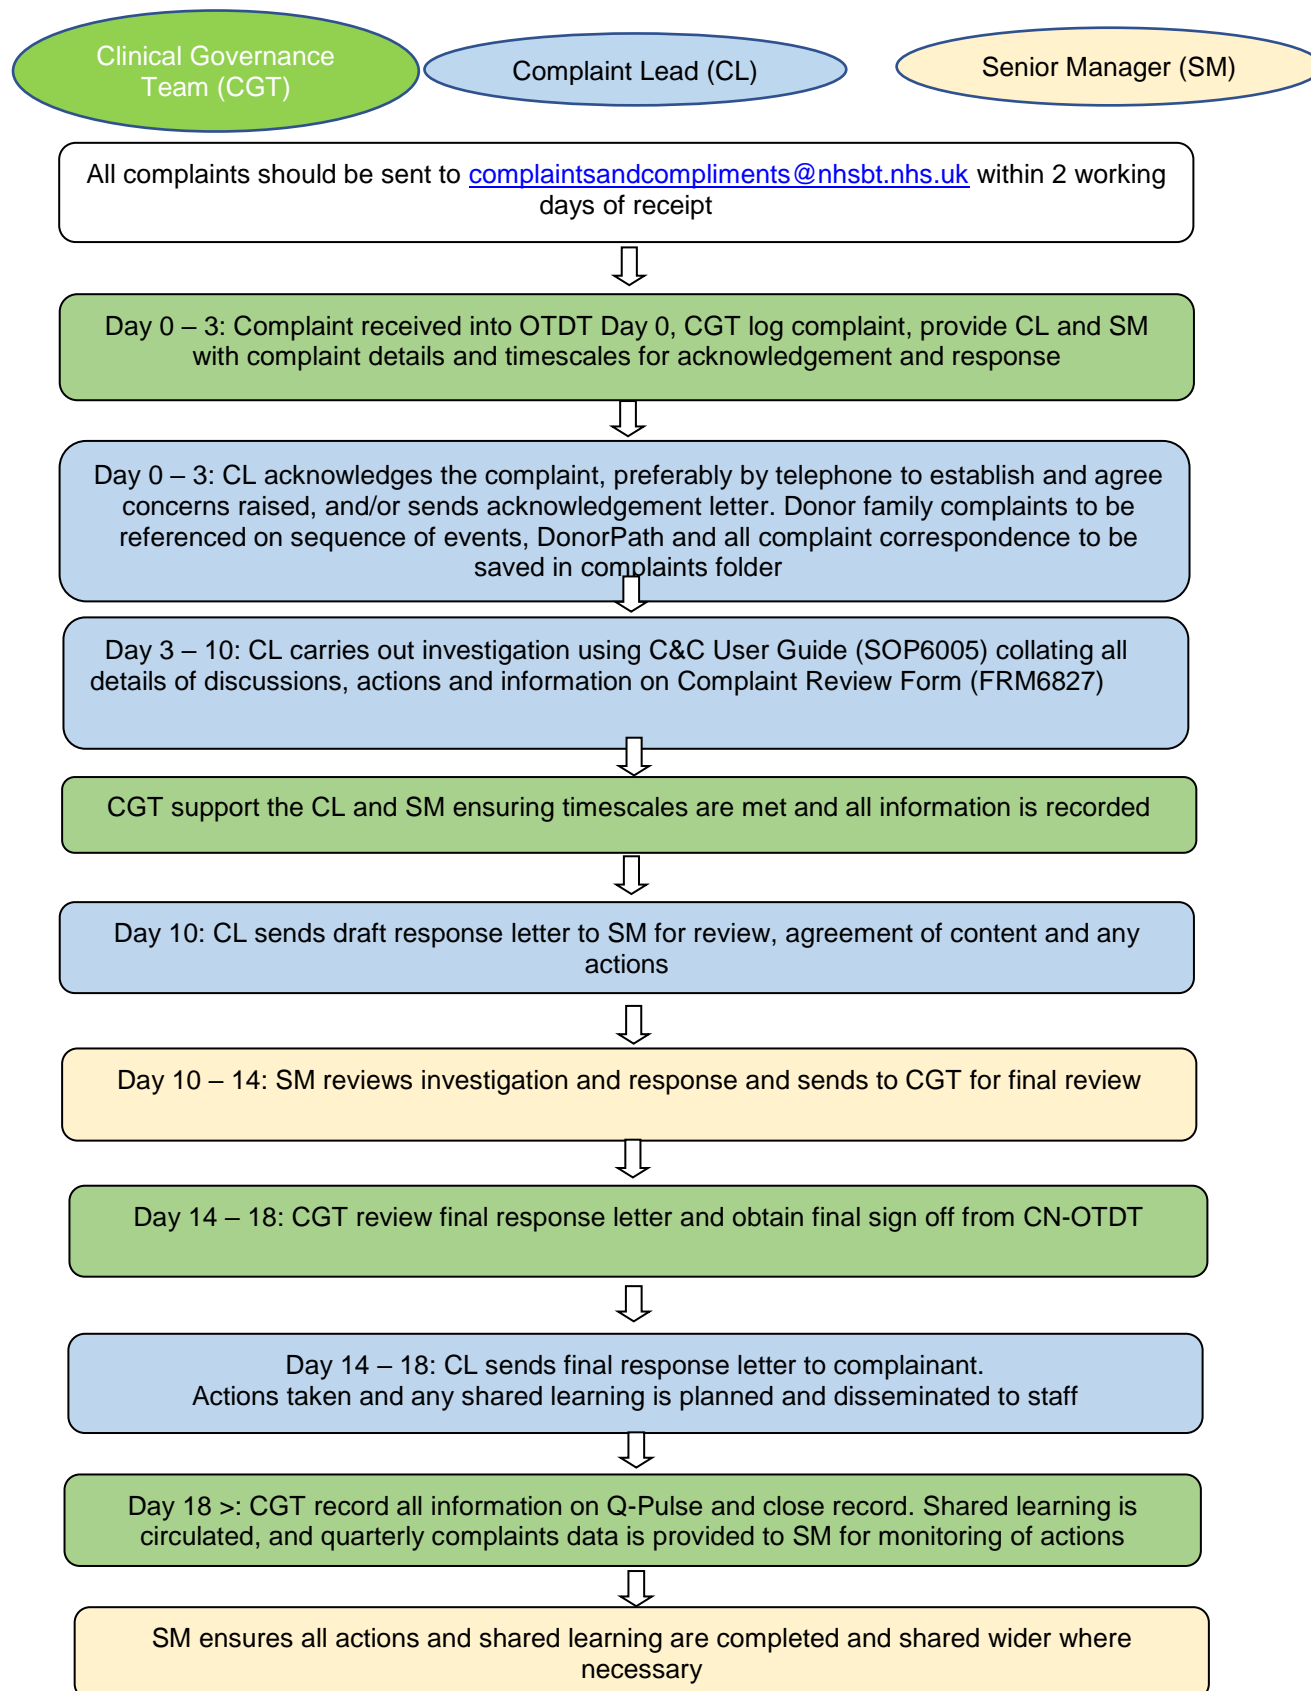 Clinical Governance
Team (CGT)
Complaint Lead (CL)
Senior Manager (SM)
All complaints should be sent to complaintsandcompliments@nhsbt.nhs.uk within 2 working
days of receipt
Day 0 – 3: Complaint received into OTDT Day 0, CGT log complaint, provide CL and SM
with complaint details and timescales for acknowledgement and response
Day 0 – 3: CL acknowledges the complaint, preferably by telephone to establish and agree
concerns raised, and/or sends acknowledgement letter. Donor family complaints to be
referenced on sequence of events, DonorPath and all complaint correspondence to be
saved in complaints folder
Day 3 – 10: CL carries out investigation using C&C User Guide (SOP6005) collating all
details of discussions, actions and information on Complaint Review Form (FRM6827)
CGT support the CL and SM ensuring timescales are met and all information is recorded
Day 10: CL sends draft response letter to SM for review, agreement of content and any
actions
Day 10 – 14: SM reviews investigation and response and sends to CGT for final review
Day 14 – 18: CGT review final response letter and obtain final sign off from CN-OTDT
Day 14 – 18: CL sends final response letter to complainant.
Actions taken and any shared learning is planned and disseminated to staff
Day 18 >: CGT record all information on Q-Pulse and close record. Shared learning is
circulated, and quarterly complaints data is provided to SM for monitoring of actions
SM ensures all actions and shared learning are completed and shared wider where
necessary